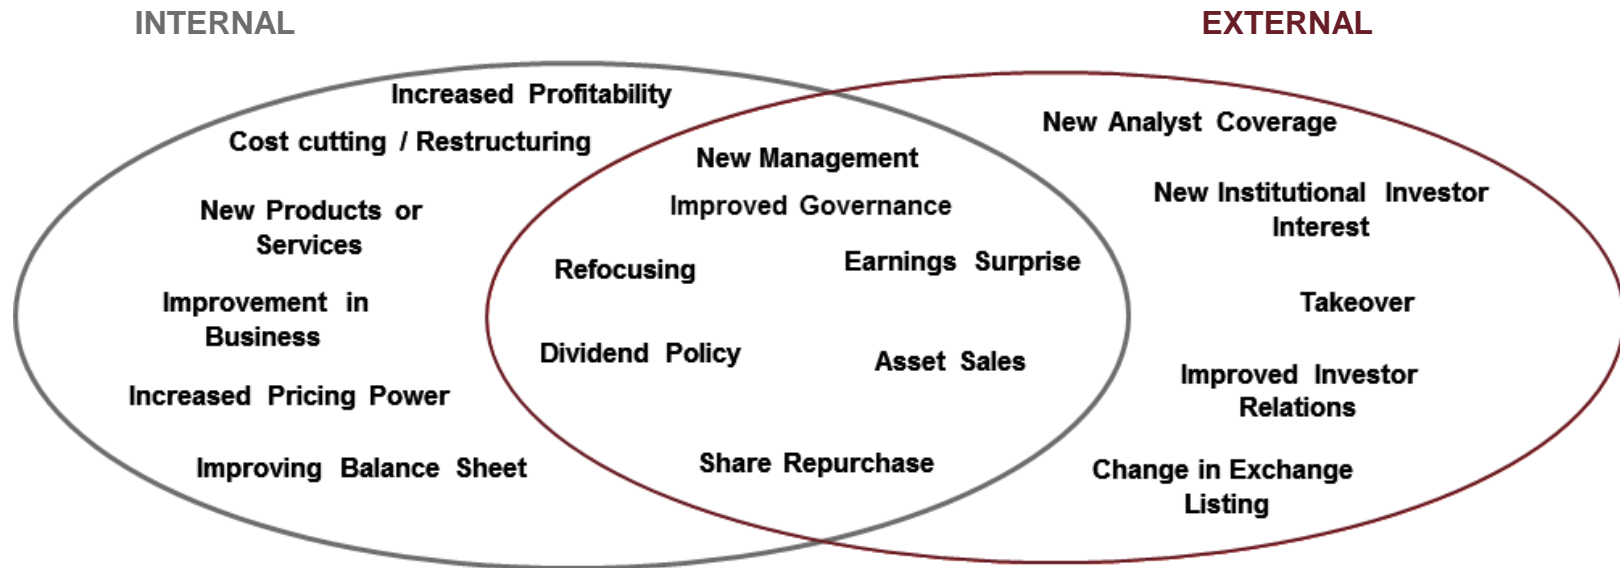 INTERNAL
EXTERNAL
Increased Profitability
Cost cutting / Restructuring
New Products or
Services
Improvement in
Business
Increased Pricing Power
Improving Balance Sheet
New Management
Improved Governance
Refocusing
Earnings Surprise
Dividend Policy
Asset Sales
Share Repurchase
New Analyst Coverage
New Institutional Investor
Interest
Takeover
Improved Investor
Relations
Change in Exchange
Listing